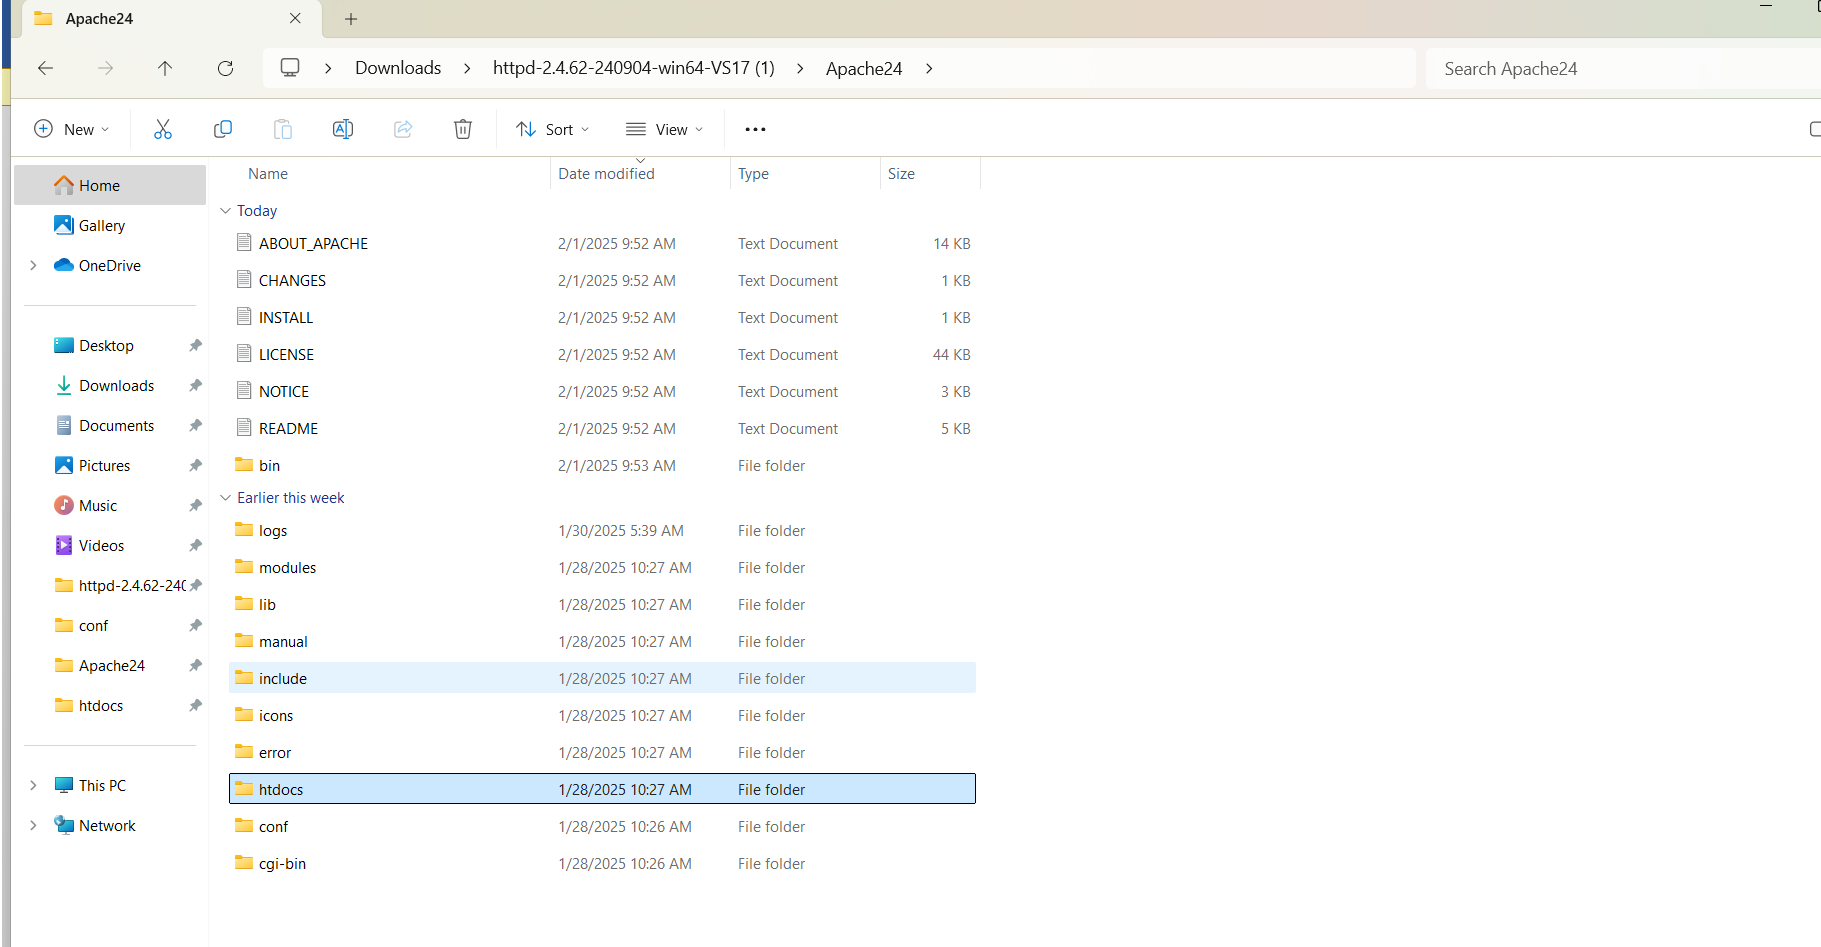 Apache24
Downloads > httpd-2.4.62-240904-win64-VS17 (1) > Apache24 >
Search Apache24
New
Sort
View
Name Date modified Type Size
Home
Gallery
OneDrive
Desktop
Downloads
Documents
Pictures
Music
Videos
httpd-2.4.62-240
conf
Apache24
htdocs
This PC
Network
Today
ABOUT_APACHE 2/1/2025 9:52 AM Text Document 14 KB
CHANGES 2/1/2025 9:52 AM Text Document 1 KB
INSTALL 2/1/2025 9:52 AM Text Document 1 KB
LICENSE 2/1/2025 9:52 AM Text Document 44 KB
NOTICE 2/1/2025 9:52 AM Text Document 3 KB
README 2/1/2025 9:52 AM Text Document 5 KB
bin 2/1/2025 9:53 AM File folder
Earlier this week
logs 1/30/2025 5:39 AM File folder
modules 1/28/2025 10:27 AM File folder
lib 1/28/2025 10:27 AM File folder
manual 1/28/2025 10:27 AM File folder
include 1/28/2025 10:27 AM File folder
icons 1/28/2025 10:27 AM File folder
error 1/28/2025 10:27 AM File folder
htdocs 1/28/2025 10:27 AM File folder
conf 1/28/2025 10:26 AM File folder
cgi-bin 1/28/2025 10:26 AM File folder